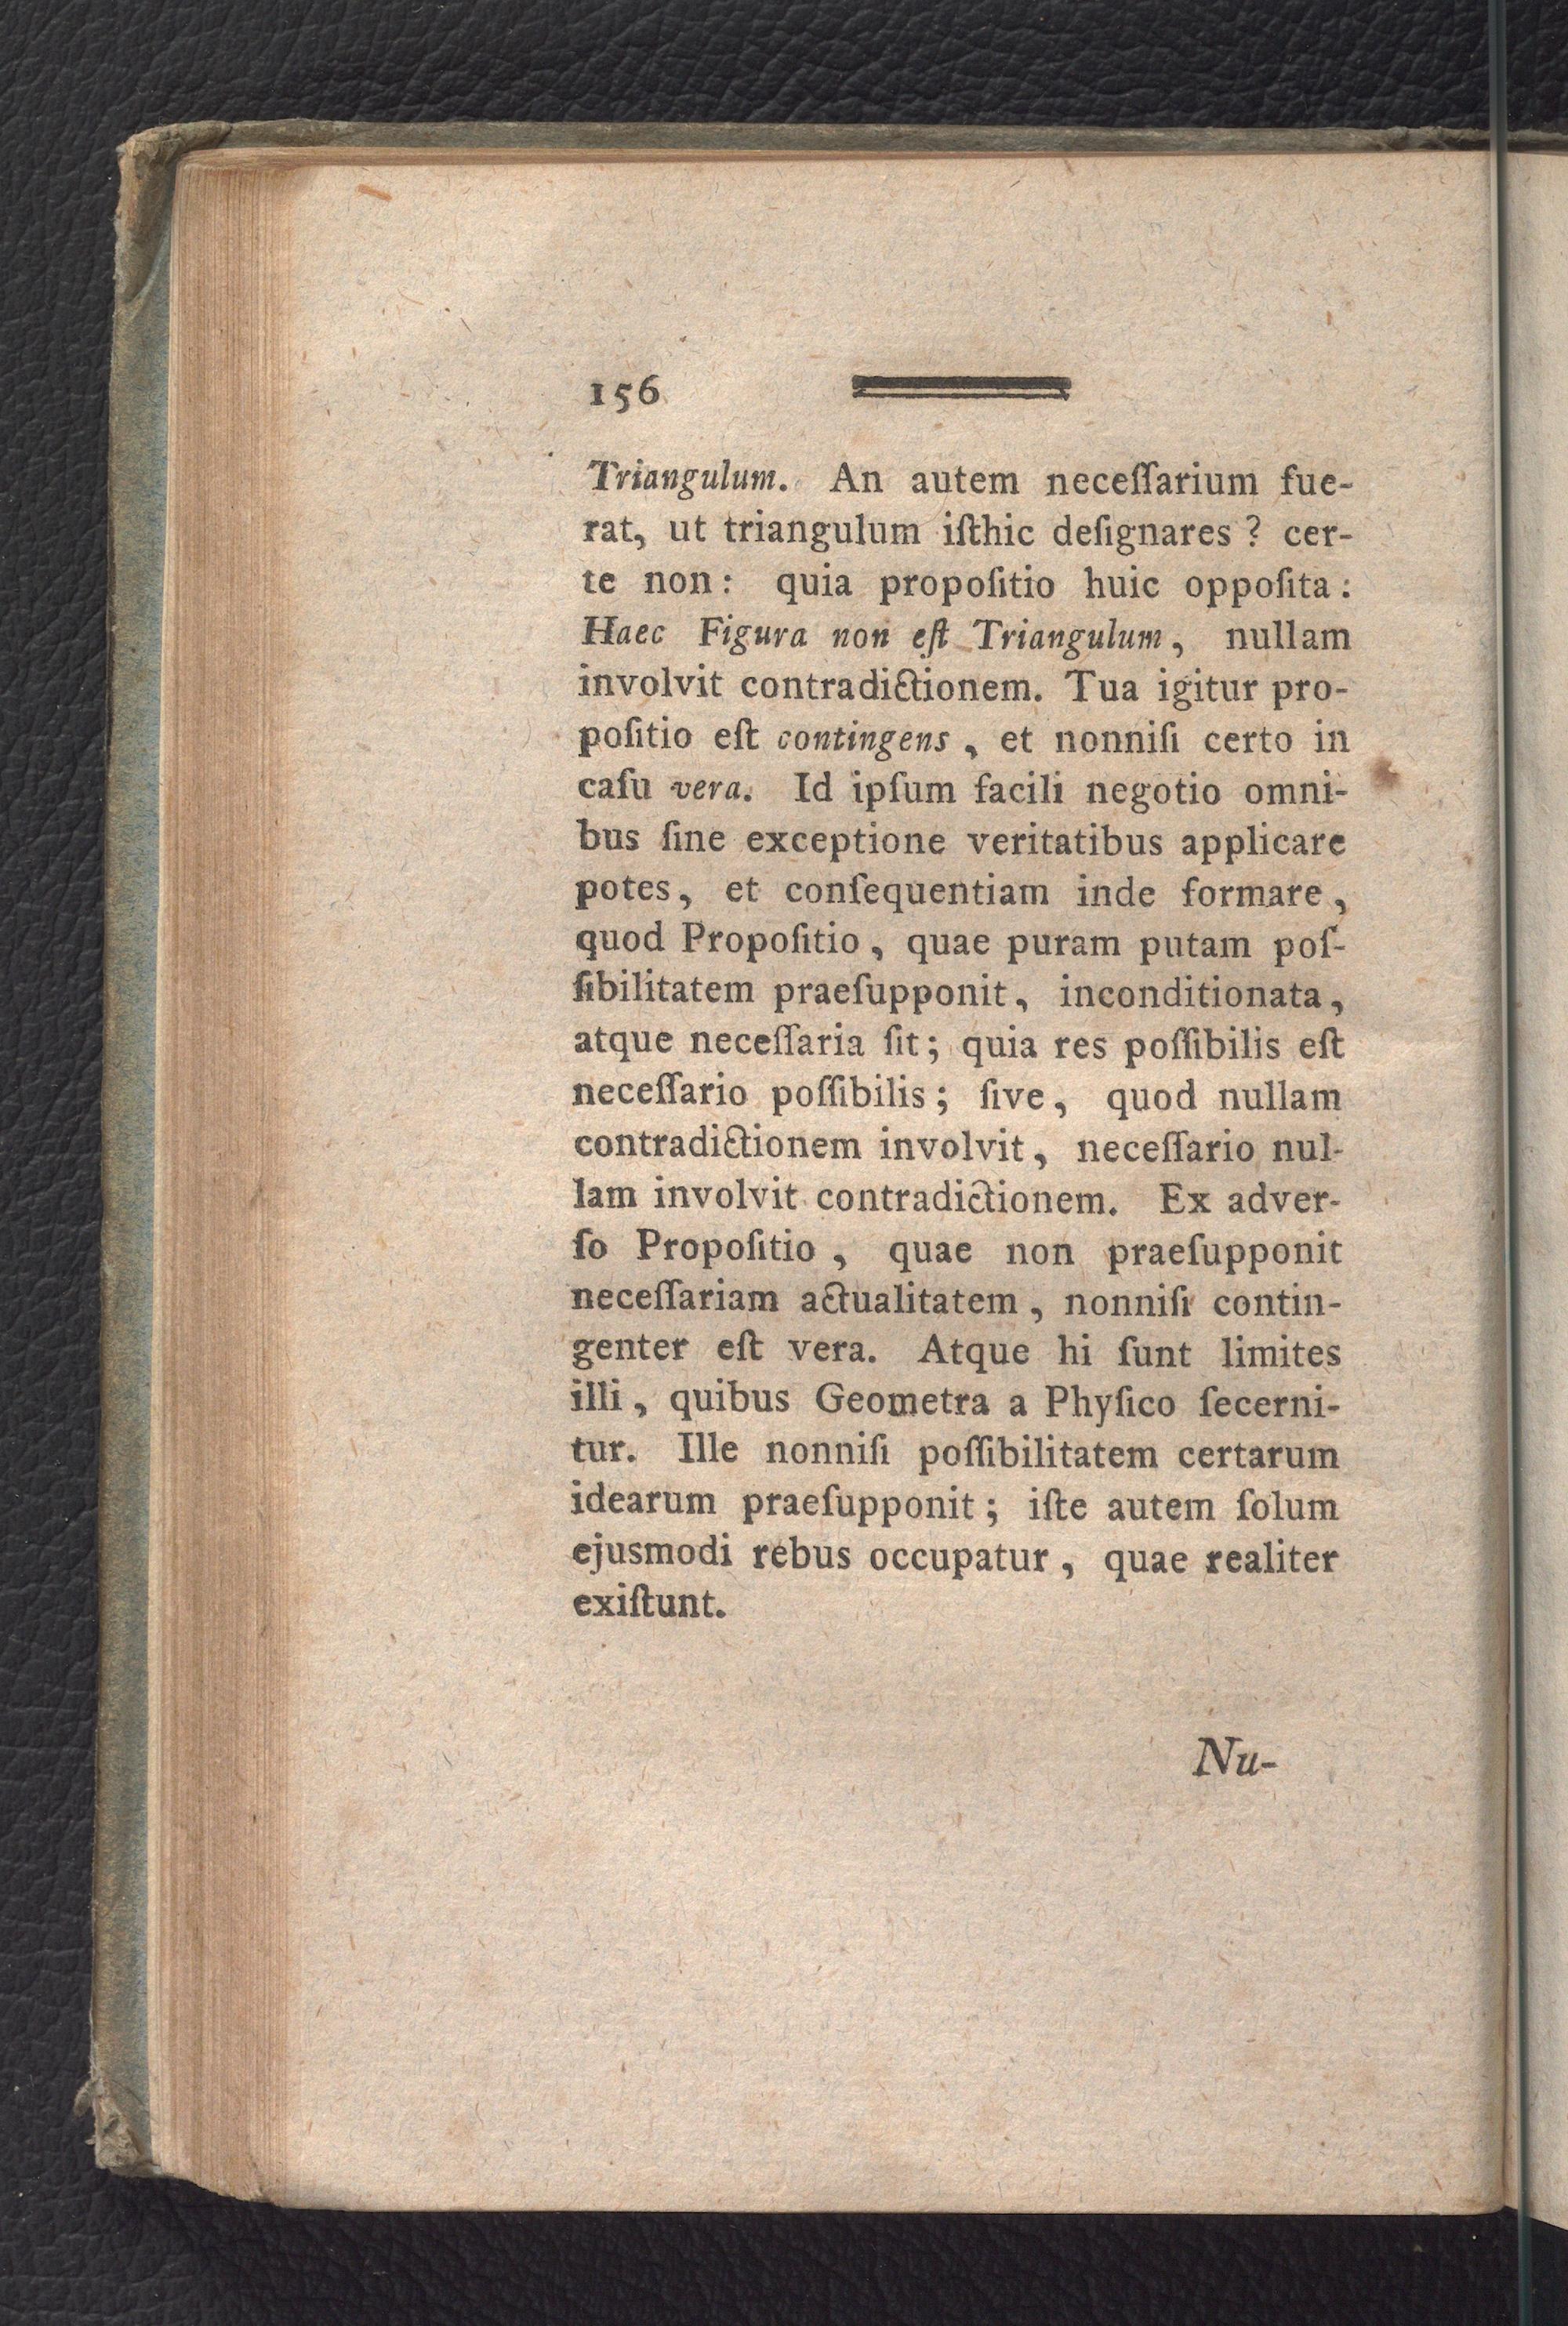 156
Triangulum. An autem neceſſarium fue-
rat, ut triangulum iſthic deſignares ? cer-
te non: quia propoſitio huic oppoſita:
Haec Figura non eſt Triangulum, nullam
involvit contradictionem. Tua igitur pro-
poſitio eſt contingens, et nonniſi certo in
caſu vera. Id ipſum facili negotio omni-
bus ſine exceptione veritatibus applicare
potes, et conſequentiam inde formare,
quod Propoſitio, quae puram putam poſ-
ſibilitatem praeſupponit, inconditionata,
atque neceſſaria ſit; quia res poſſibilis eſt
neceſſario poſſibilis; ſive, quod nullam
contradictionem involvit, neceſſario nul-
lam involvit contradictionem. Ex adver-
ſo Propoſitio, quae non praeſupponit
neceſſariam actualitatem, nonniſi contin-
genter eſt vera. Atque hi ſunt limites
illi, quibus Geometra a Phyſico ſecerni-
tur. Ille nonniſi poſſibilitatem certarum
idearum praeſupponit; iſte autem ſolum
ejusmodi rebus occupatur, quae realiter
exiſtunt.
Nu-